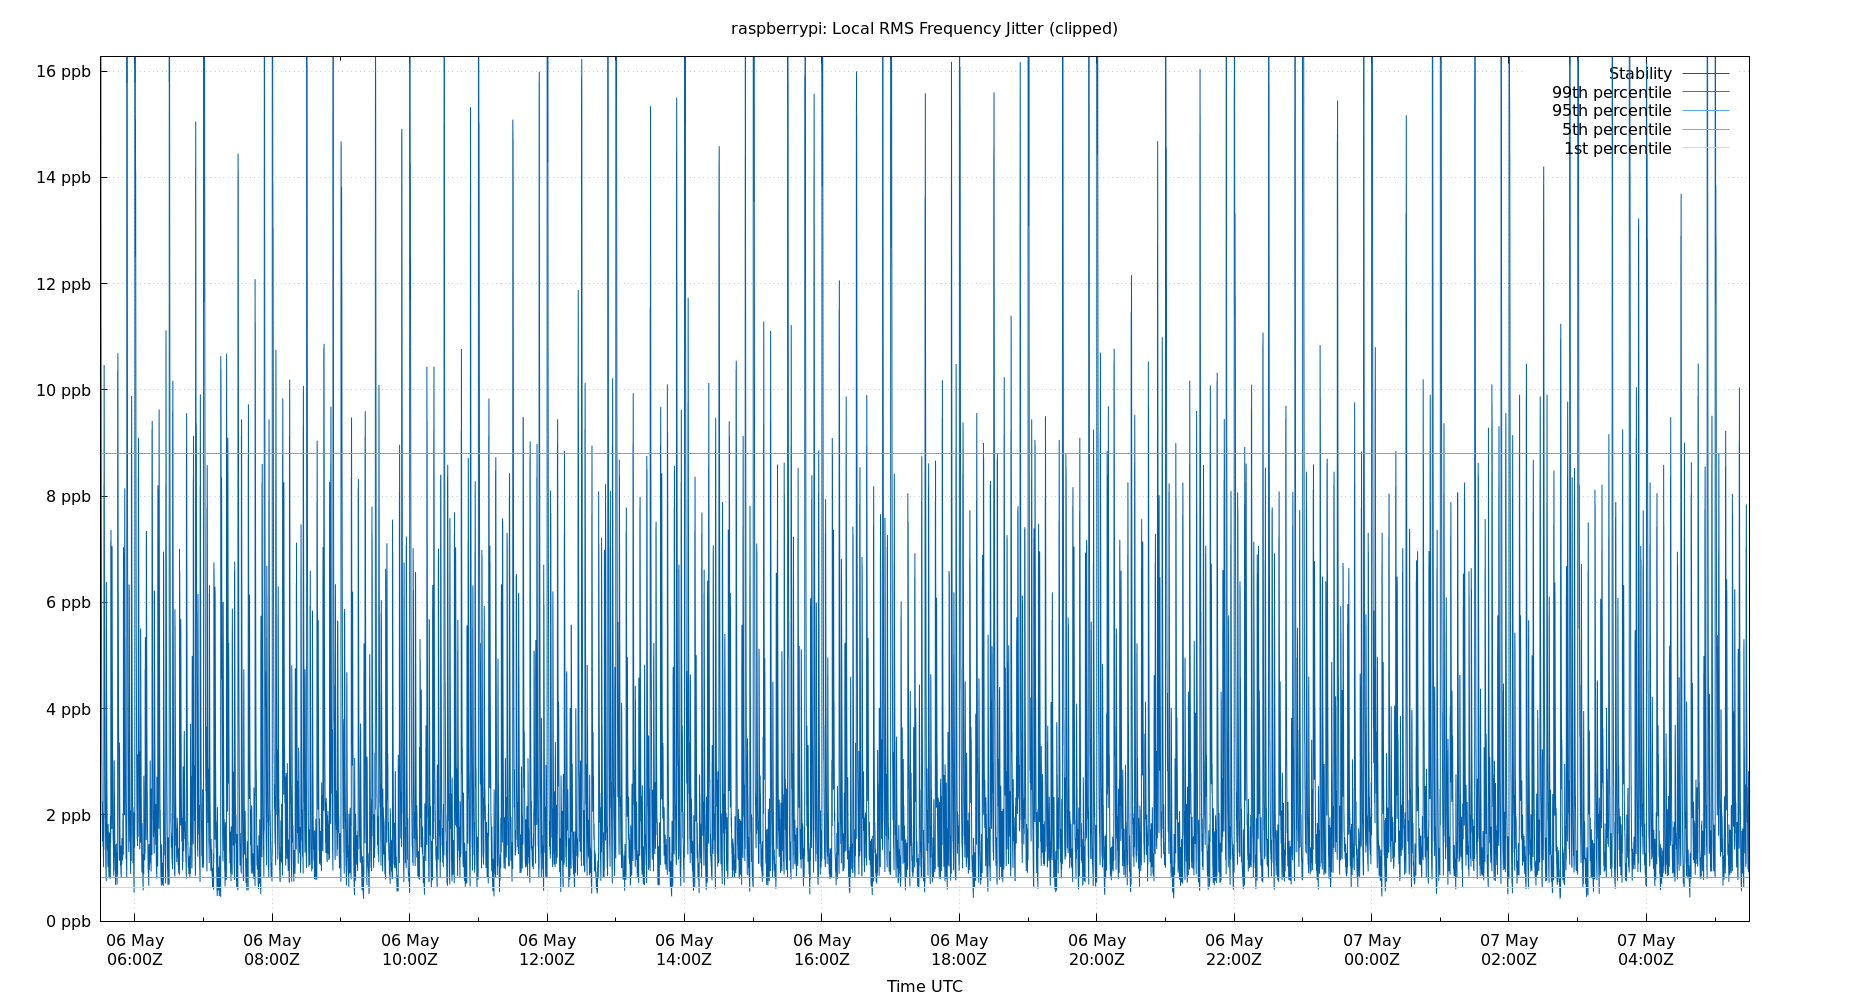 raspberrypi: Local RMS Frequency Jitter (clipped)
16 ppb
14 ppb
12 ppb
10 ppb
8 ppb
6 ppb
4 ppb
2 ppb
0 ppb
Stability
99th percentile
95th percentile
5th percentile
1st percentile
06 May 06 May 06 May 06 May 06 May 06 May 06 May 06 May 06 May 07 May 07 May 07 May
06:00Z 08:00Z 10:00Z 12:00Z 14:00Z 16:00Z 18:00Z 20:00Z 22:00Z 00:00Z 02:00Z 04:00Z
Time UTC